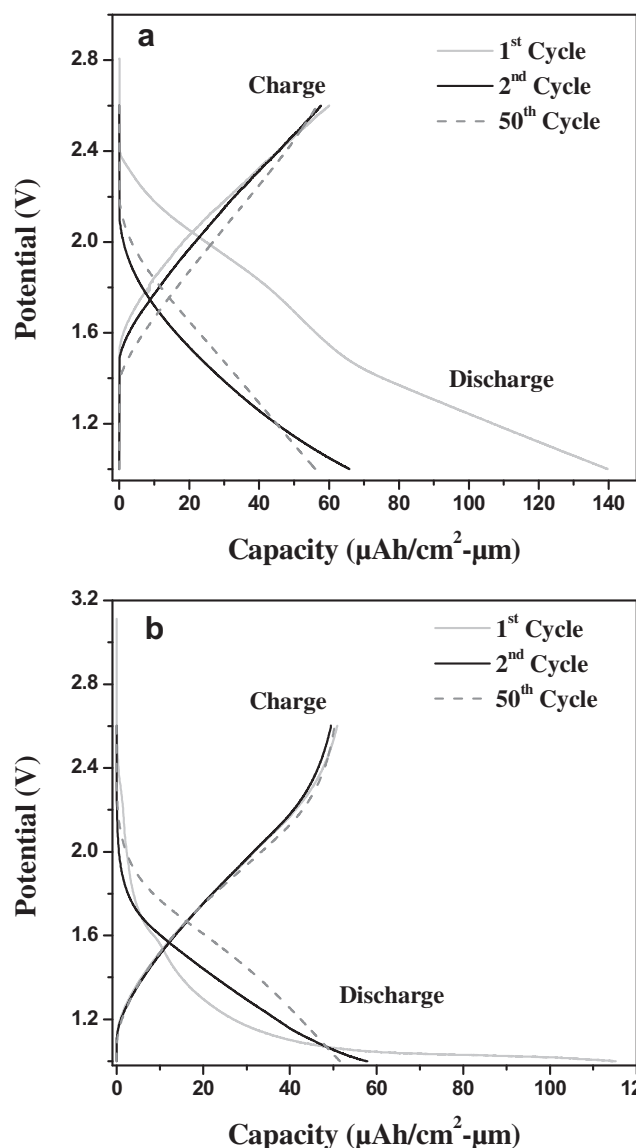 a
1st Cycle
2nd Cycle
50th Cycle
Charge
Discharge
2.8
2.4
2.0
1.6
1.2
Potential (V)
0 20 40 60 80 100 120 140
Capacity (μAh/cm2-μm)
b
1st Cycle
2nd Cycle
50th Cycle
Charge
Discharge
3.2
2.8
2.4
2.0
1.6
1.2
Potential (V)
0 20 40 60 80 100 120
Capacity (μAh/cm2-μm)